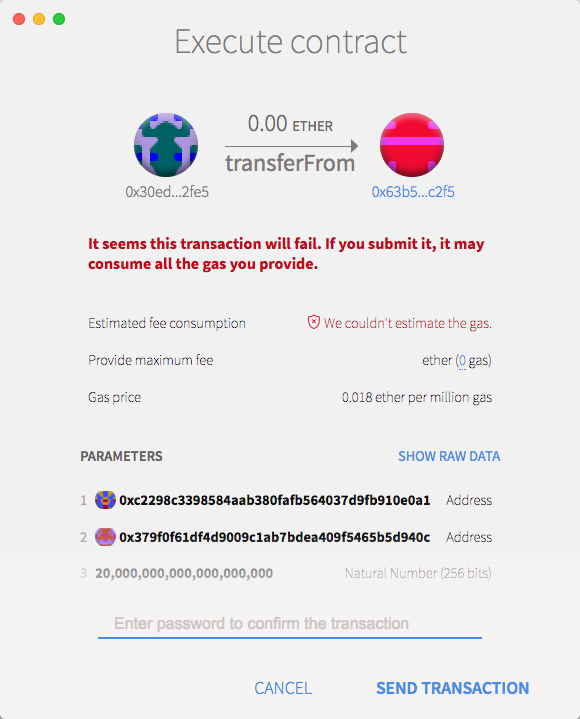 Execute contract
0.00 ETHER
transferFrom
0x30ed...2fe5
0x63b5...c2f5
It seems this transaction will fail. If you submit it, it may
consume all the gas you provide.
Estimated fee consumption We couldn't estimate the gas.
Provide maximum fee ether (0 gas)
Gas price 0.018 ether per million gas
PARAMETERS SHOW RAW DATA
1 0xc2298c3398584aab380fafb564037d9fb910e0a1 Address
2 0x379f0f61df4d9009c1ab7bdea409f5465b5d940c Address
3 20,000,000,000,000,000,000 Natural Number (256 bits)
Enter password to confirm the transaction
CANCEL SEND TRANSACTION